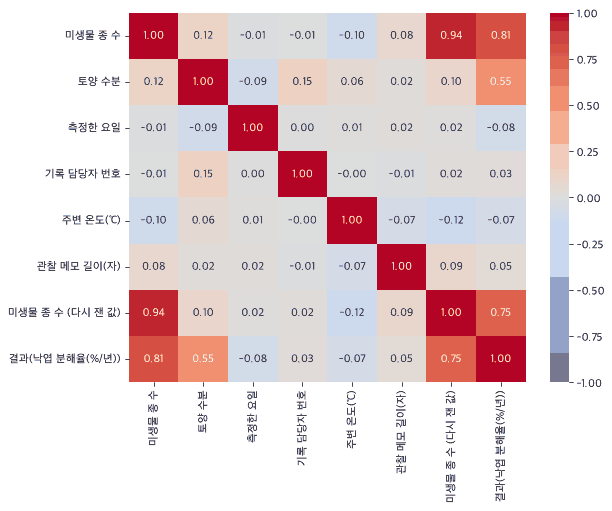 미생물 종 수 1.00 0.12 −0.01 −0.01 −0.10 0.08 0.94 0.81
토양 수분 0.12 1.00 −0.09 0.15 0.06 0.02 0.10 0.55
측정한 요일 −0.01 −0.09 1.00 0.00 0.01 0.02 0.02 −0.08
기록 담당자 번호 −0.01 0.15 0.00 1.00 −0.00 −0.01 0.02 0.03
주변 온도(℃) −0.10 0.06 0.01 −0.00 1.00 −0.07 −0.12 −0.07
관찰 메모 길이(자) 0.08 0.02 0.02 −0.01 −0.07 1.00 0.09 0.05
미생물 종 수 (다시 잰 값) 0.94 0.10 0.02 0.02 −0.12 0.09 1.00 0.75
결과(낙엽 분해율(%/년)) 0.81 0.55 −0.08 0.03 −0.07 0.05 0.75 1.00
미생물 종 수
토양 수분
측정한 요일
기록 담당자 번호
주변 온도(℃)
관찰 메모 길이(자)
미생물 종 수 (다시 잰 값)
결과(낙엽 분해율(%/년))
1.00
0.75
0.50
0.25
0.00
−0.25
−0.50
−0.75
−1.00